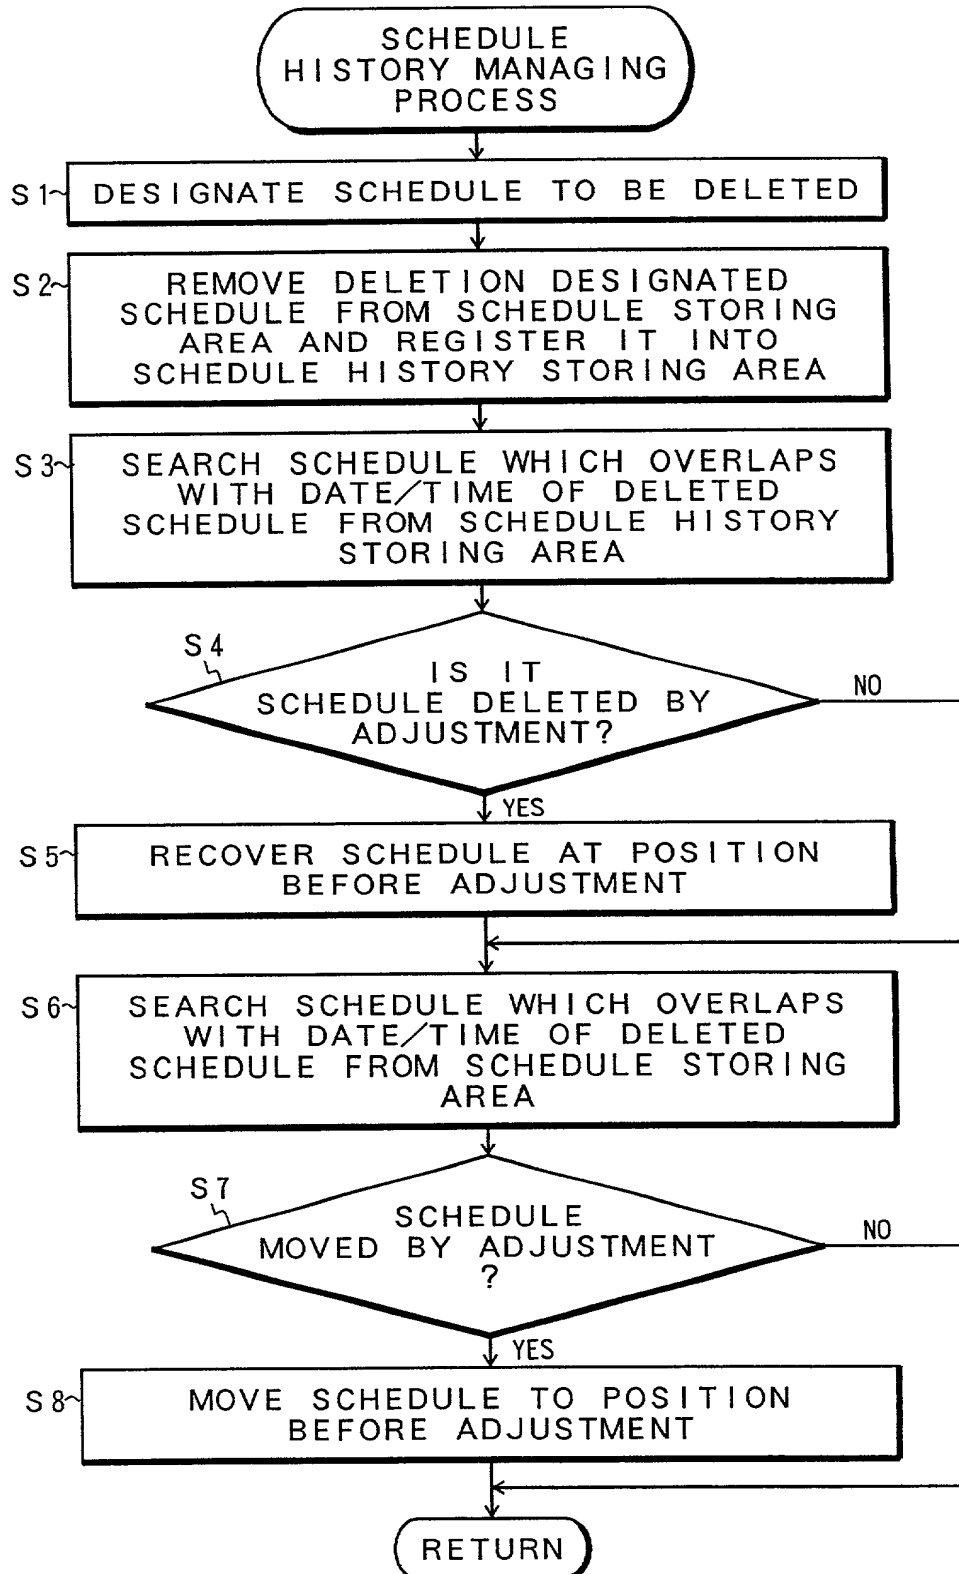 SCHEDULE
HISTORY MANAGING
PROCESS
S1
DESIGNATE SCHEDULE TO BE DELETED
S2
REMOVE DELETION DESIGNATED
SCHEDULE FROM SCHEDULE STORING
AREA AND REGISTER IT INTO
SCHEDULE HISTORY STORING AREA
S3
SEARCH SCHEDULE WHICH OVERLAPS
WITH DATE/TIME OF DELETED
SCHEDULE FROM SCHEDULE HISTORY
STORING AREA
S4
IS IT
SCHEDULE DELETED BY
ADJUSTMENT?
NO
YES
S5
RECOVER SCHEDULE AT POSITION
BEFORE ADJUSTMENT
S6
SEARCH SCHEDULE WHICH OVERLAPS
WITH DATE/TIME OF DELETED
SCHEDULE FROM SCHEDULE STORING
AREA
S7
SCHEDULE
MOVED BY ADJUSTMENT
?
NO
YES
S8
MOVE SCHEDULE TO POSITION
BEFORE ADJUSTMENT
RETURN